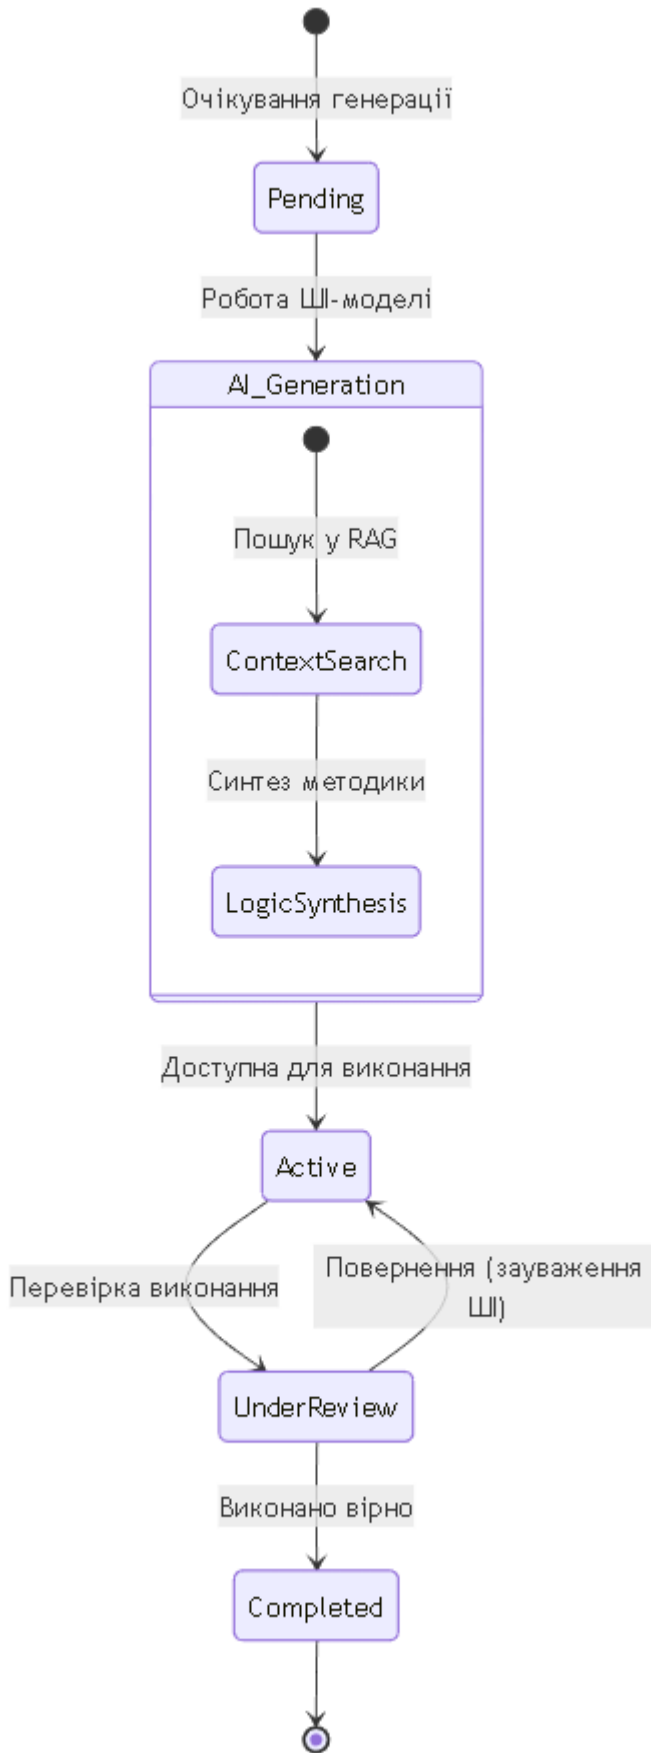 Очікування генерації
Pending
Робота ШІ-моделі
AI_Generation
Пошук у RAG
ContextSearch
Синтез методики
LogicSynthesis
Доступна для виконання
Active
Перевірка виконання
Повернення (зауваження
ШІ)
UnderReview
Виконано вірно
Completed